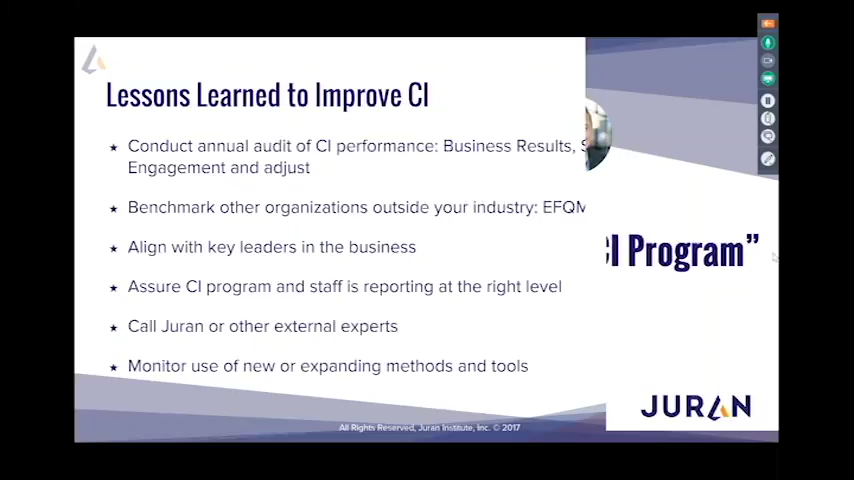 Lessons Learned to Improve CI
★ Conduct annual audit of CI performance: Business Results,
Engagement and adjust
★ Benchmark other organizations outside your industry: EFQM
★ Align with key leaders in the business
CI Program”
★ Assure CI program and staff is reporting at the right level
★ Call Juran or other external experts
★ Monitor use of new or expanding methods and tools
JURAN
All Rights Reserved, Juran Institute, Inc. © 2017